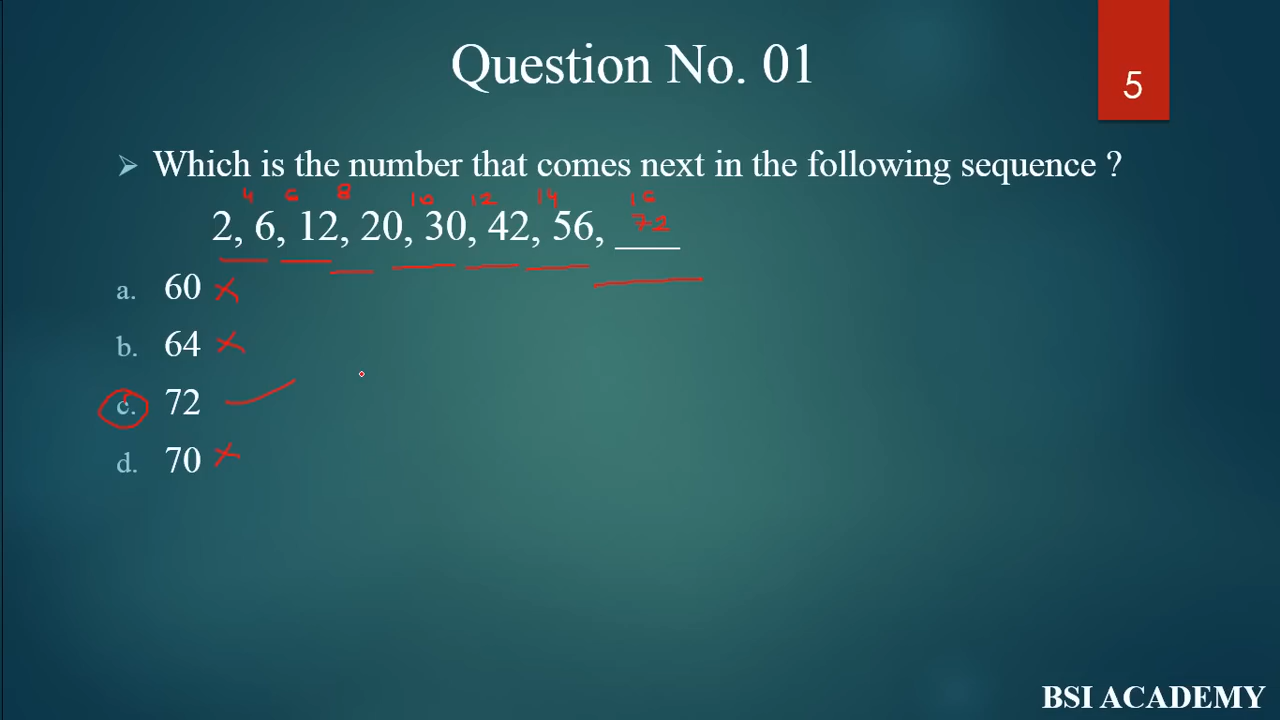 Question No. 01
5
➢ Which is the number that comes next in the following sequence ?
4 6 8 10 12 14 16
2, 6, 12, 20, 30, 42, 56, 72
a. 60
b. 64
c. 72
d. 70
BSI ACADEMY